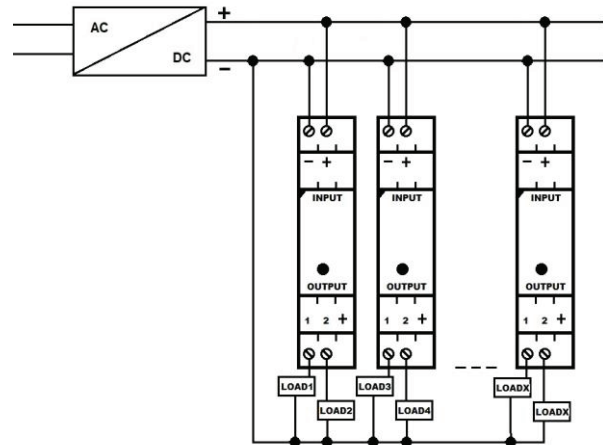 AC
DC
+
−
− +
INPUT
OUTPUT
1 2 +
− +
INPUT
OUTPUT
1 2 +
− +
INPUT
OUTPUT
1 2 +
LOAD1
LOAD2
LOAD3
LOAD4
LOADX
LOADX